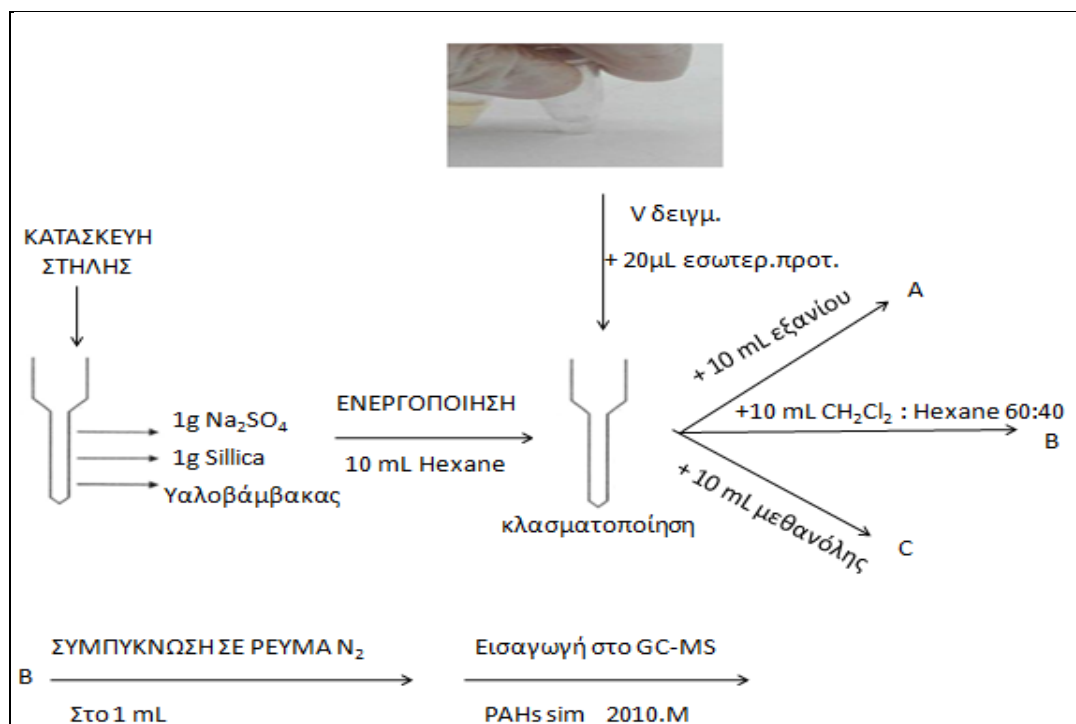 V δειγμ.
+ 20μL εσωτερ.προτ.
ΚΑΤΑΣΚΕΥΗ
ΣΤΗΛΗΣ
1g Na₂SO₄
1g Sillica
Υαλοβάμβακας
ΕΝΕΡΓΟΠΟΙΗΣΗ
10 mL Hexane
κλασματοποίηση
+ 10 mL εξανίου
A
+10 mL CH₂Cl₂ : Hexane 60:40
B
+ 10 mL μεθανόλης
C
B
ΣΥΜΠΥΚΝΩΣΗ ΣΕ ΡΕΥΜΑ N₂
Στο 1 mL
Εισαγωγή στο GC-MS
PAHs sim 2010.M